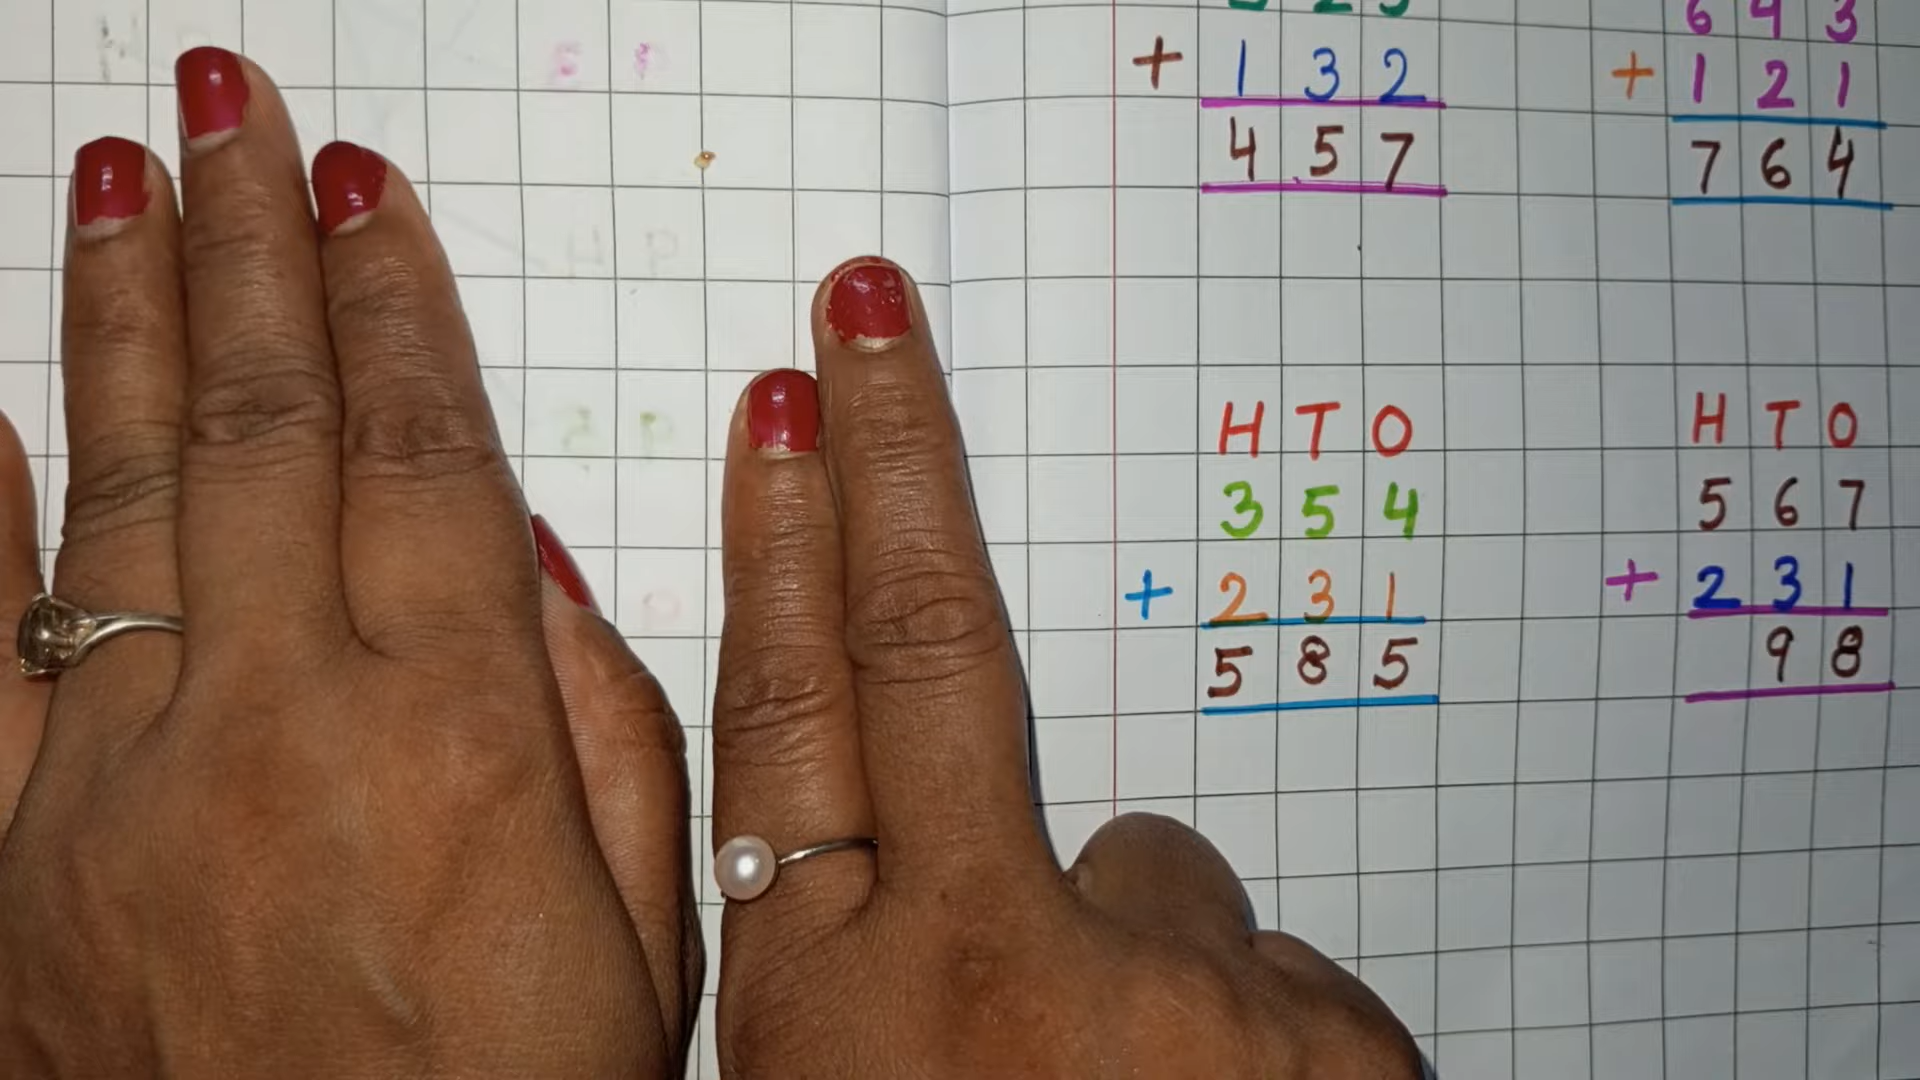 + 1 3 2
4 5 7
6 4 3
+ 1 2 1
7 6 4
H T O
3 5 4
+ 2 3 1
5 8 5
H T O
5 6 7
+ 2 3 1
9 8